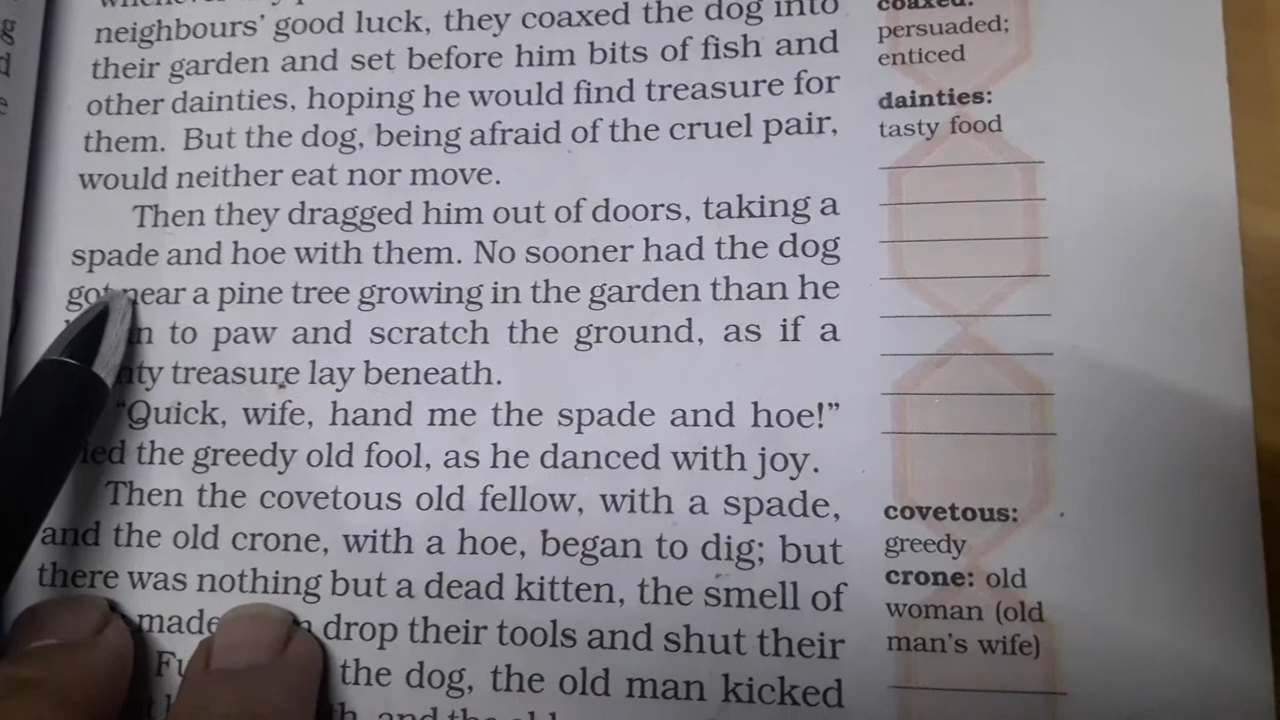 neighbours' good luck, they coaxed the dog into
their garden and set before him bits of fish and
other dainties, hoping he would find treasure for
them. But the dog, being afraid of the cruel pair,
would neither eat nor move.
Then they dragged him out of doors, taking a
spade and hoe with them. No sooner had the dog
got near a pine tree growing in the garden than he
to paw and scratch the ground, as if a
treasure lay beneath.
"Quick, wife, hand me the spade and hoe!"
the greedy old fool, as he danced with joy.
Then the covetous old fellow, with a spade,
and the old crone, with a hoe, began to dig; but
there was nothing but a dead kitten, the smell of
made drop their tools and shut their
the dog, the old man kicked
and the old
coaxed:
persuaded;
enticed
dainties:
tasty food
covetous:
greedy
crone: old
woman (old
man's wife)